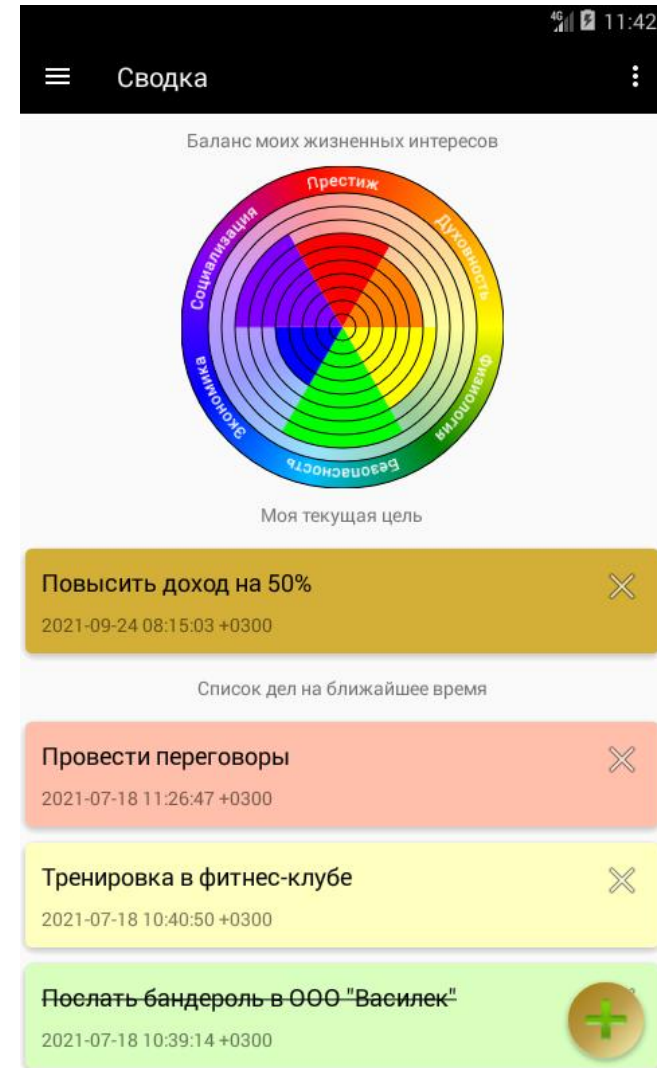 4G 11:42
Сводка
Баланс моих жизненных интересов
Престиж
Духовность
Физиология
Безопасность
Экономика
Социализация
Моя текущая цель
Повысить доход на 50%
2021-09-24 08:15:03 +0300
Список дел на ближайшее время
Провести переговоры
2021-07-18 11:26:47 +0300
Тренировка в фитнес-клубе
2021-07-18 10:40:50 +0300
Послать бандероль в ООО "Василек"
2021-07-18 10:39:14 +0300